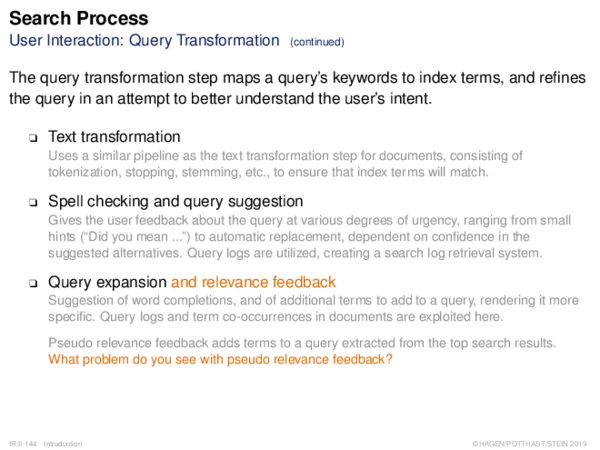 Search Process
User Interaction: Query Transformation (continued)
The query transformation step maps a query's keywords to index terms, and refines
the query in an attempt to better understand the user's intent.
❑ Text transformation
Uses a similar pipeline as the text transformation step for documents, consisting of
tokenization, stopping, stemming, etc., to ensure that index terms will match.
❑ Spell checking and query suggestion
Gives the user feedback about the query at various degrees of urgency, ranging from small
hints (“Did you mean ...”) to automatic replacement, dependent on confidence in the
suggested alternatives. Query logs are utilized, creating a search log retrieval system.
❑ Query expansion and relevance feedback
Suggestion of word completions, and of additional terms to add to a query, rendering it more
specific. Query logs and term co-occurrences in documents are exploited here.
Pseudo relevance feedback adds terms to a query extracted from the top search results.
What problem do you see with pseudo relevance feedback?
IR:II-144 Introduction ©HAGEN/POTTHAST/STEIN 2019